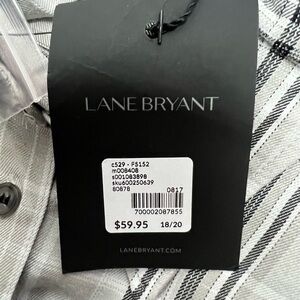 LANE BRYANT
c529 - F5152
m008408
s001083898
sku600250639
80878 0817
700002087855
$59.95 18/20
LANEBRYANT.COM